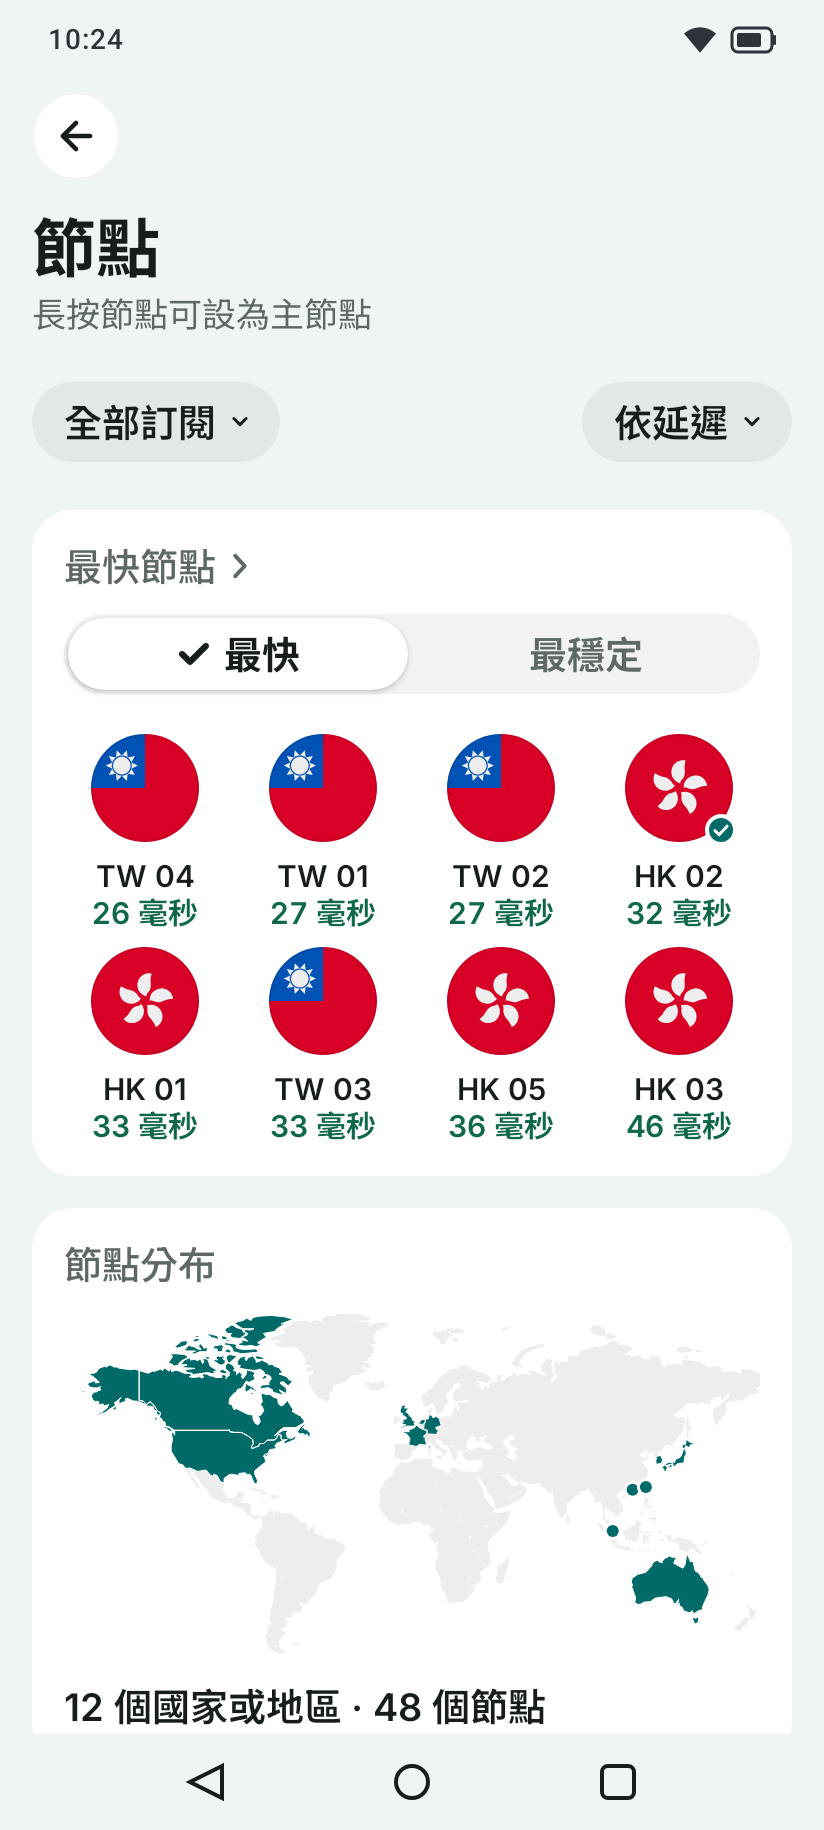 10:24
節點
長按節點可設為主節點
全部訂閱
依延遲
最快節點
最快
最穩定
TW 04
26 毫秒
TW 01
27 毫秒
TW 02
27 毫秒
HK 02
32 毫秒
HK 01
33 毫秒
TW 03
33 毫秒
HK 05
36 毫秒
HK 03
46 毫秒
節點分布
12 個國家或地區 · 48 個節點